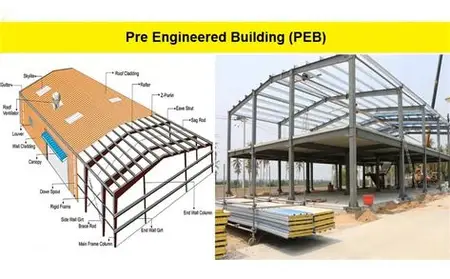 Pre Engineered Building (PEB)
Roof Cladding
Skylite
Rafter
Gutter
Z-Purlin
Eave Strut
Sag Rod
Roof
Ventilator
Louver
Wall Cladding
Canopy
Down Spout
Rigid Frame
Side Wall Girt
Brace Rod
Main Frame Column
End Wall Girt
End Wall Column